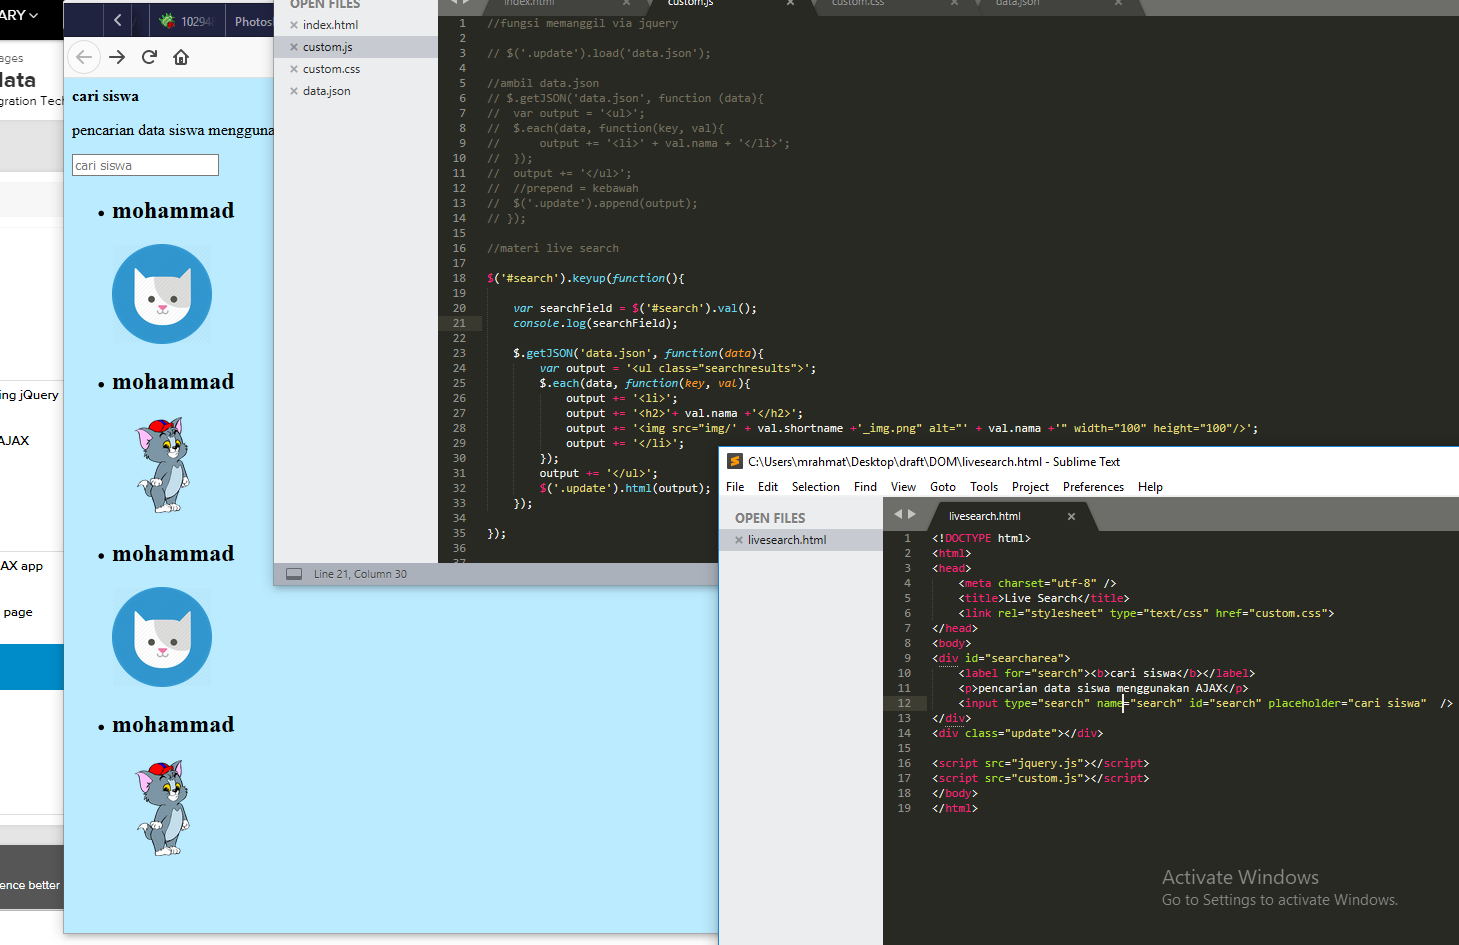 ARY
ages
lata
gration Tecl
ing jQuery
AJAX
AX app
page
ence better
10294
Photos
cari siswa
pencarian data siswa mengguna
cari siswa
mohammad
mohammad
mohammad
mohammad
OPEN FILES
index.html
custom.js
custom.css
data.json
index.html
custom.js
custom.css
data.json
1 //fungsi memanggil via jquery
2
3 // $('.update').load('data.json');
4
5 //ambil data.json
6 // $.getJSON('data.json', function (data){
7 //  var output = '<ul>';
8 //  $.each(data, function(key, val){
9 //      output += '<li>' + val.nama + '</li>';
10 //  });
11 //  output += '</ul>';
12 //  //prepend = kebawah
13 //  $('.update').append(output);
14 // });
15
16 //materi live search
17
18 $('#search').keyup(function(){
19
20     var searchField = $('#search').val();
21     console.log(searchField);
22
23     $.getJSON('data.json', function(data){
24         var output = '<ul class="searchresults">';
25         $.each(data, function(key, val){
26             output += '<li>';
27             output += '<h2>'+ val.nama +'</h2>';
28             output += '<img src="img/' + val.shortname +'_img.png" alt="' + val.nama +'" width="100" height="100"/>';
29             output += '</li>';
30         });
31         output += '</ul>';
32         $('.update').html(output);
33     });
34
35 });
36
37
Line 21, Column 30
C:\Users\mrahmat\Desktop\draft\DOM\livesearch.html - Sublime Text
File Edit Selection Find View Goto Tools Project Preferences Help
OPEN FILES
livesearch.html
livesearch.html
1 <!DOCTYPE html>
2 <html>
3 <head>
4     <meta charset="utf-8" />
5     <title>Live Search</title>
6     <link rel="stylesheet" type="text/css" href="custom.css">
7 </head>
8 <body>
9 <div id="searcharea">
10     <label for="search"><b>cari siswa</b></label>
11     <p>pencarian data siswa menggunakan AJAX</p>
12     <input type="search" name="search" id="search" placeholder="cari siswa"  />
13 </div>
14 <div class="update"></div>
15
16 <script src="jquery.js"></script>
17 <script src="custom.js"></script>
18 </body>
19 </html>
Activate Windows
Go to Settings to activate Windows.